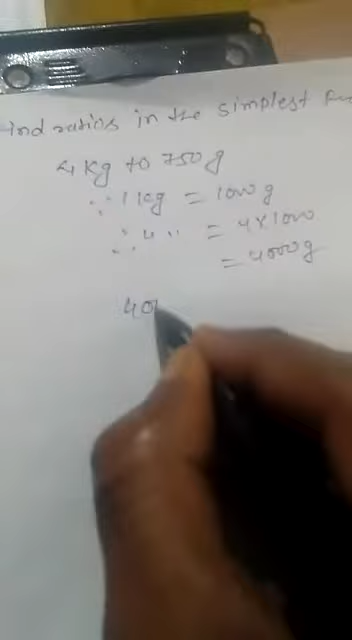 ind ratios in the simplest
4 kg to 750 g
∵ 1 kg = 1000 g
∴ 4 " = 4 x 1000
= 4000 g
40